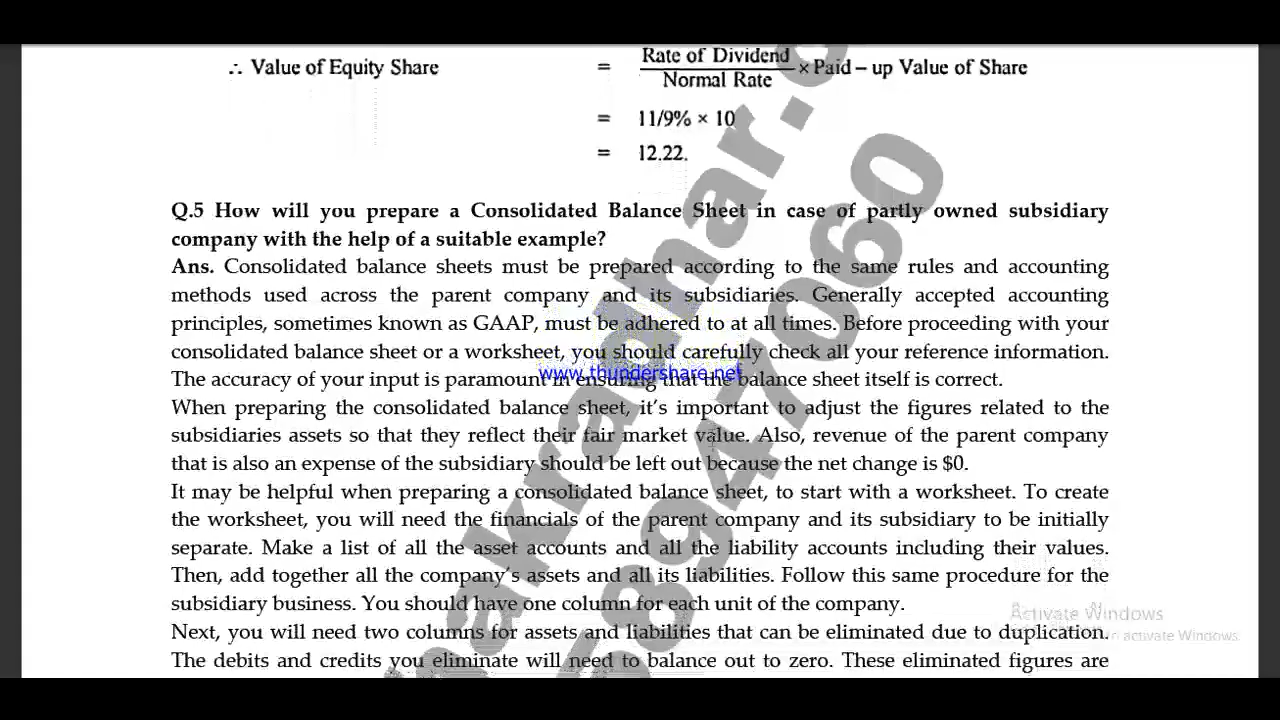 ∴ Value of Equity Share = Rate of Dividend / Normal Rate × Paid – up Value of Share
= 11/9% × 10
= 12.22.
Q.5 How will you prepare a Consolidated Balance Sheet in case of partly owned subsidiary
company with the help of a suitable example?
Ans. Consolidated balance sheets must be prepared according to the same rules and accounting
methods used across the parent company and its subsidiaries. Generally accepted accounting
principles, sometimes known as GAAP, must be adhered to at all times. Before proceeding with your
consolidated balance sheet or a worksheet, you should carefully check all your reference information.
www.thundershare.net
The accuracy of your input is paramount in ensuring that the balance sheet itself is correct.
When preparing the consolidated balance sheet, it's important to adjust the figures related to the
subsidiaries assets so that they reflect their fair market value. Also, revenue of the parent company
that is also an expense of the subsidiary should be left out because the net change is $0.
It may be helpful when preparing a consolidated balance sheet, to start with a worksheet. To create
the worksheet, you will need the financials of the parent company and its subsidiary to be initially
separate. Make a list of all the asset accounts and all the liability accounts including their values.
Then, add together all the company's assets and all its liabilities. Follow this same procedure for the
subsidiary business. You should have one column for each unit of the company.
Activate Windows
Next, you will need two columns for assets and liabilities that can be eliminated due to duplication.
to activate Windows.
The debits and credits you eliminate will need to balance out to zero. These eliminated figures are